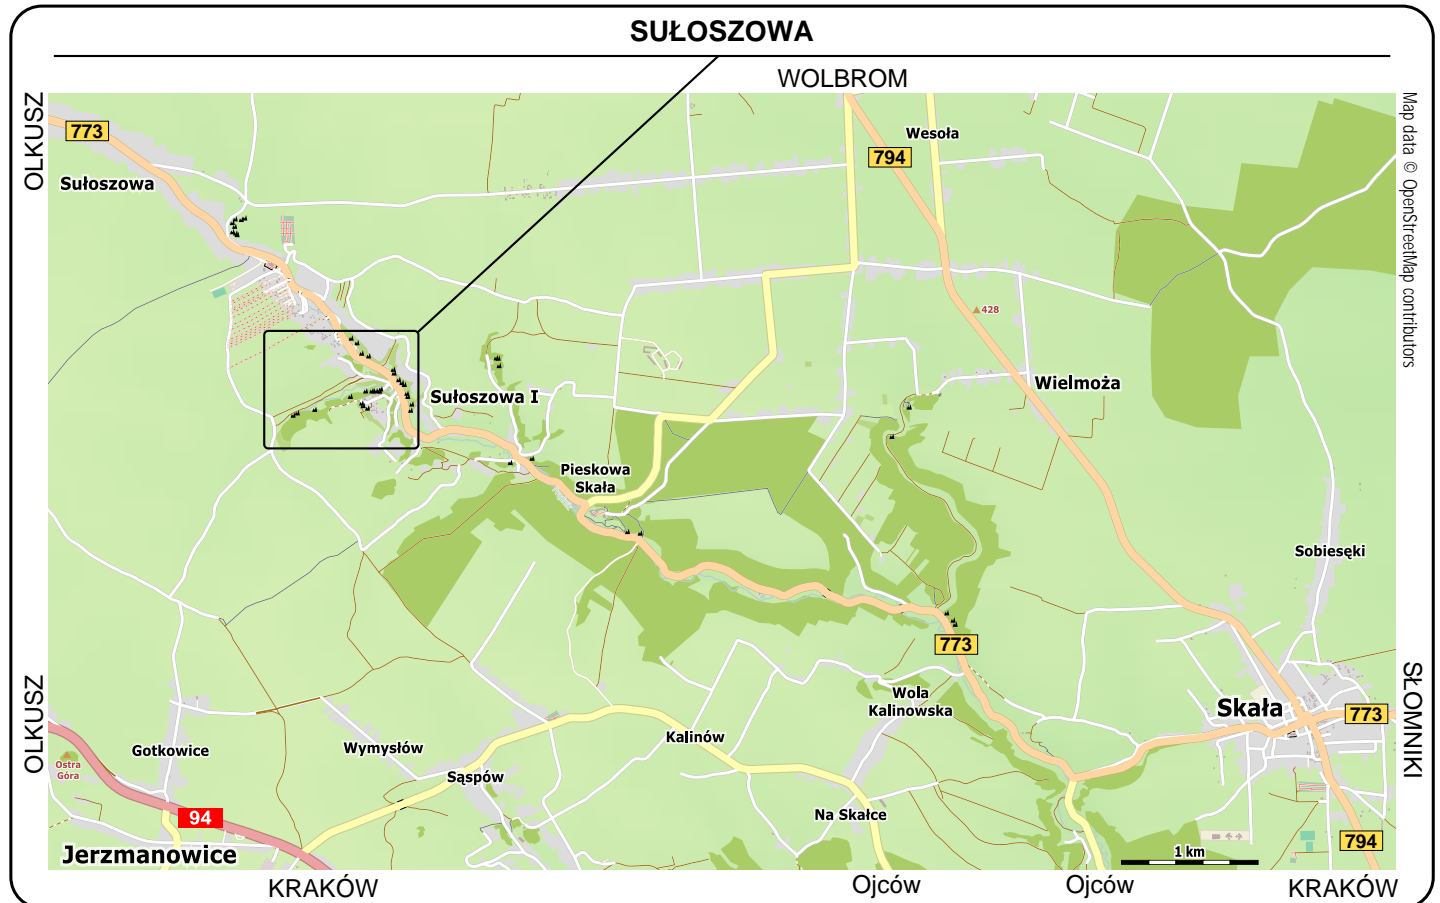 SUŁOSZOWA
WOLBROM
OLKUSZ
773
Sułoszowa
Wesoła
794
Map data © OpenStreetMap contributors
428
Wielmoża
Sułoszowa I
Pieskowa
Skała
Sobiesęki
773
Wola
Kalinowska
Skała
773
SŁOMNIKI
OLKUSZ
Gotkowice
Wymysłów
Kalinów
Ostra
Góra
Sąspów
94
Na Skałce
Jerzmanowice
1 km
794
KRAKÓW
Ojców
Ojców
KRAKÓW